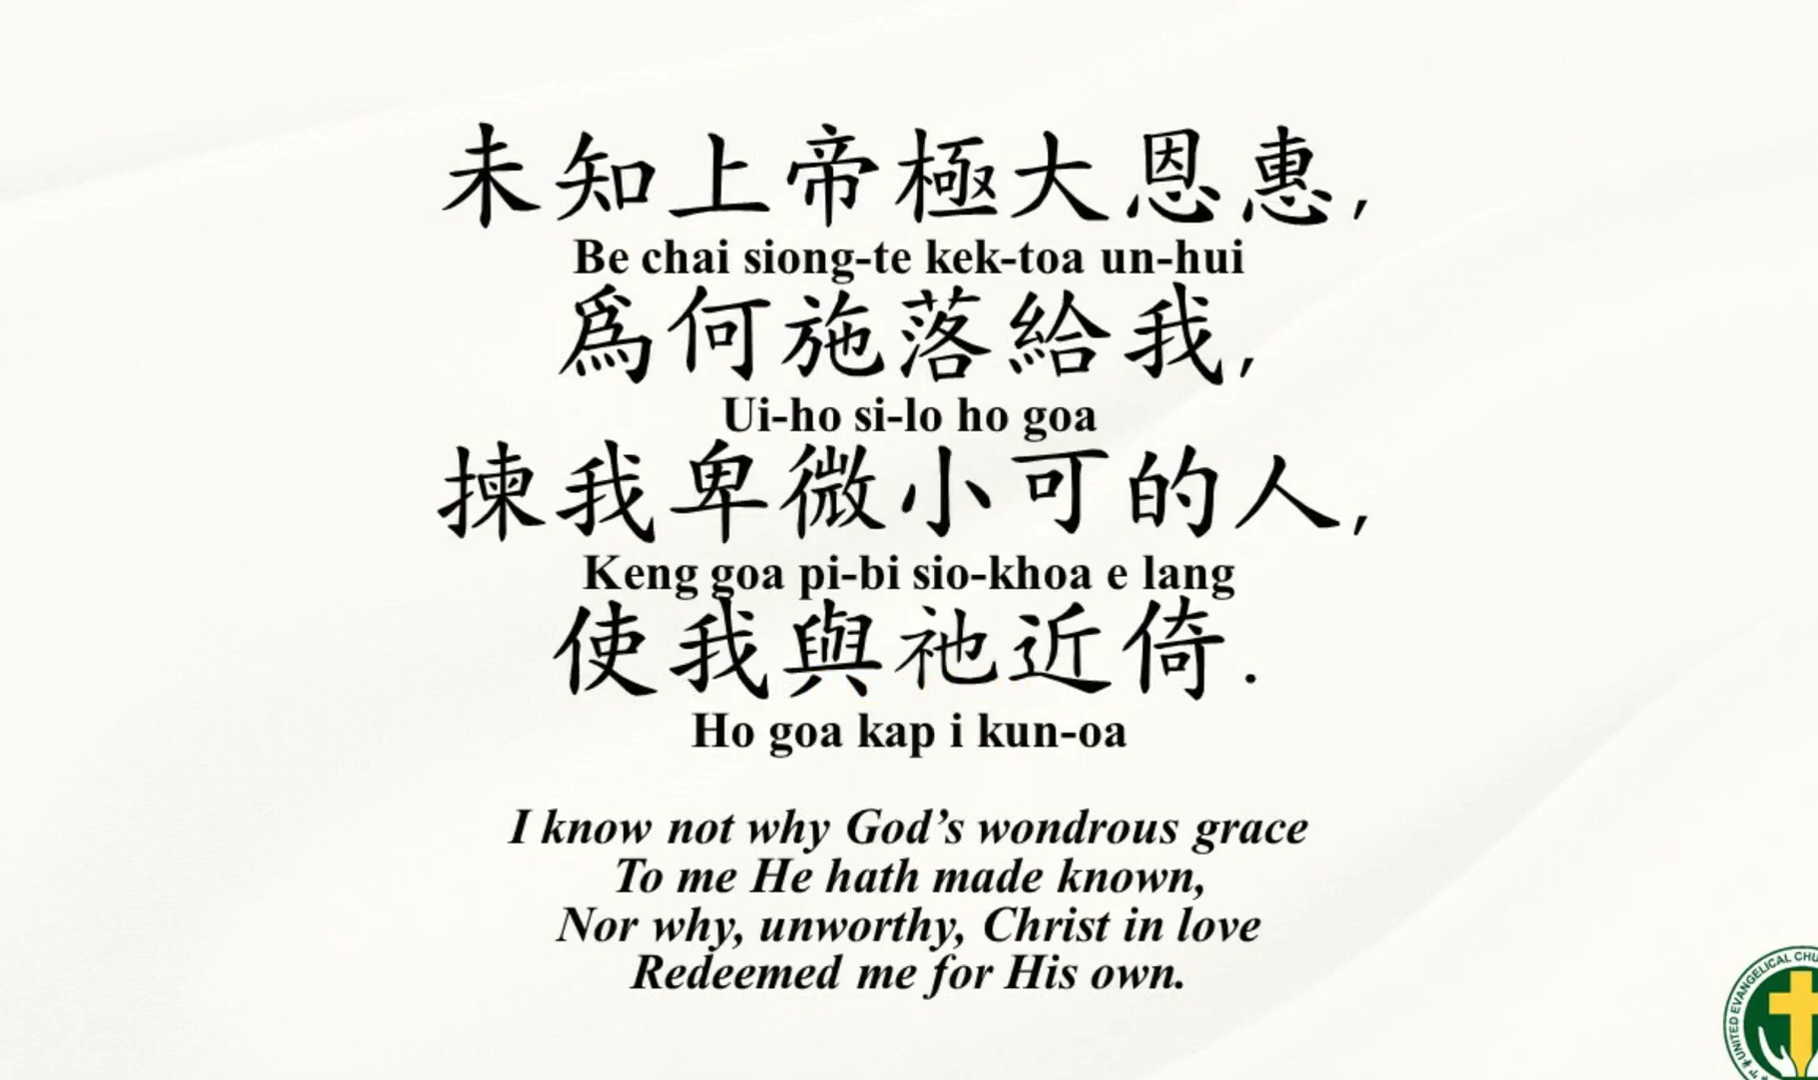 未知上帝極大恩惠,
Be chai siong-te kek-toa un-hui
爲何施落給我,
Ui-ho si-lo ho goa
揀我卑微小可的人,
Keng goa pi-bi sio-khoa e lang
使我與祂近倚.
Ho goa kap i kun-oa
I know not why God’s wondrous grace
To me He hath made known,
Nor why, unworthy, Christ in love
Redeemed me for His own.
UNITED EVANGELICAL